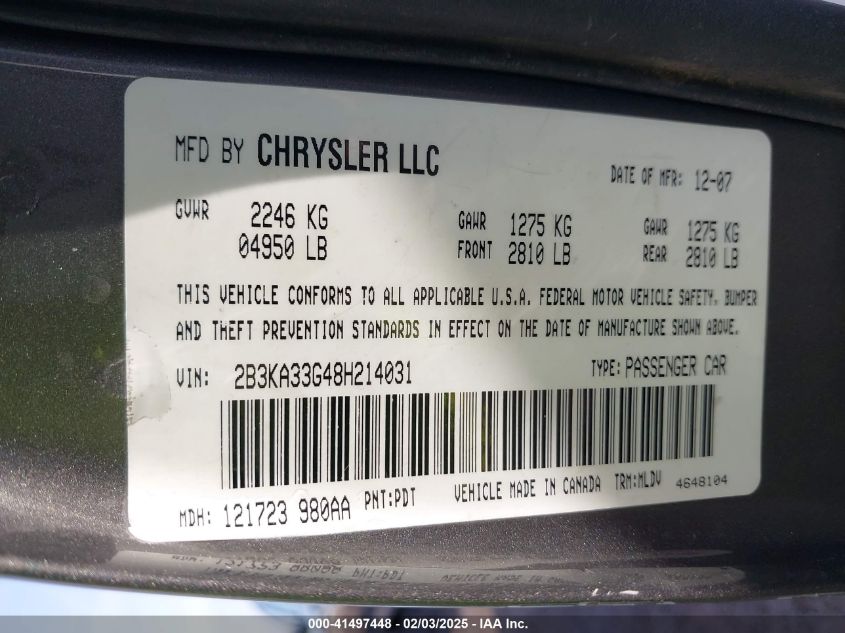 MFD BY CHRYSLER LLC
DATE OF MFR: 12-07
GVWR 2246 KG
04950 LB
GAWR 1275 KG
FRONT 2810 LB
GAWR 1275 KG
REAR 2810 LB
THIS VEHICLE CONFORMS TO ALL APPLICABLE U.S.A. FEDERAL MOTOR VEHICLE SAFETY, BUMPER
AND THEFT PREVENTION STANDARDS IN EFFECT ON THE DATE OF MANUFACTURE SHOWN ABOVE.
VIN: 2B3KA33G48H214031
TYPE: PASSENGER CAR
MDH: 121723 980AA PNT:PDT VEHICLE MADE IN CANADA TRM:MLDV 4648104
000-41497448 - 02/03/2025 - IAA Inc.